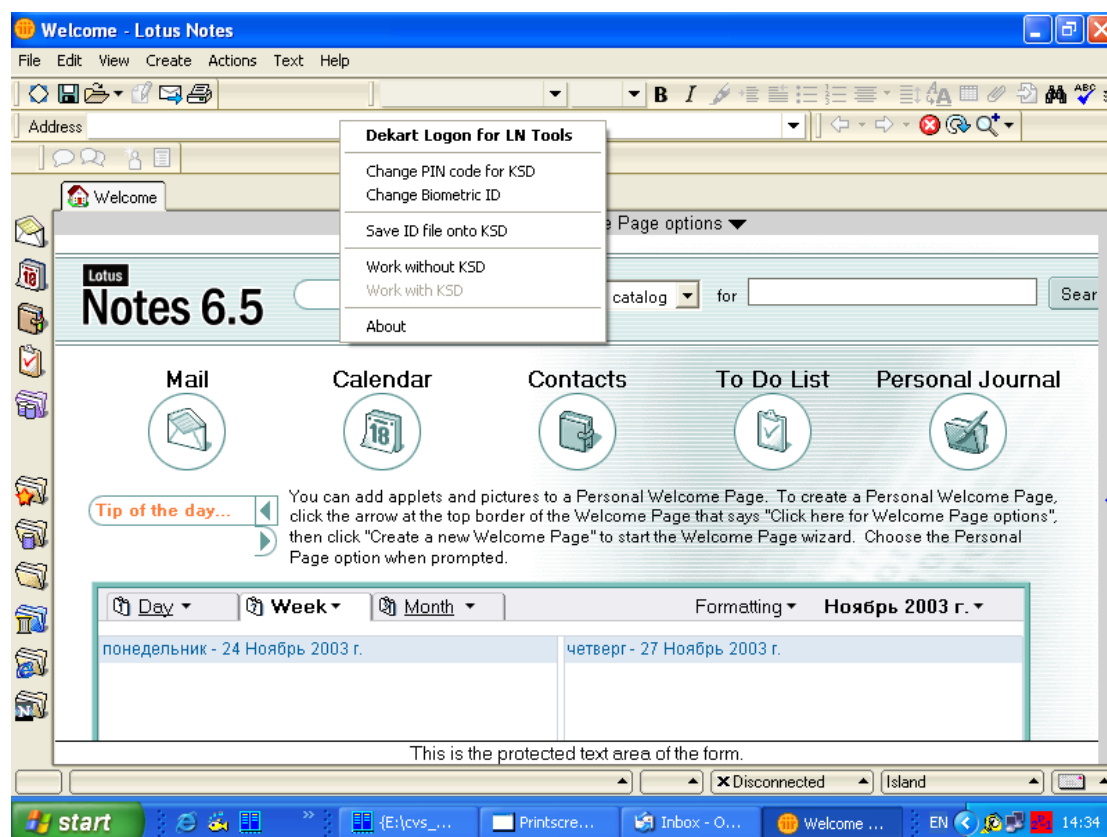 Welcome - Lotus Notes
File Edit View Create Actions Text Help
B I
ABC
Address
Dekart Logon for LN Tools
Change PIN code for KSD
Change Biometric ID
Save ID file onto KSD
Work without KSD
Work with KSD
About
Welcome
Page options
Lotus
Notes 6.5
catalog
for
Sear
Mail Calendar Contacts To Do List Personal Journal
18
18
Tip of the day...
You can add applets and pictures to a Personal Welcome Page. To create a Personal Welcome Page,
click the arrow at the top border of the Welcome Page that says "Click here for Welcome Page options",
then click "Create a new Welcome Page" to start the Welcome Page wizard. Choose the Personal
Page option when prompted.
Day Week Month Formatting Ноябрь 2003 г.
понедельник - 24 Ноябрь 2003 г. четверг - 27 Ноябрь 2003 г.
This is the protected text area of the form.
Disconnected Island
start {E:\cvs_... Printscre... Inbox - O... Welcome ... EN 14:34